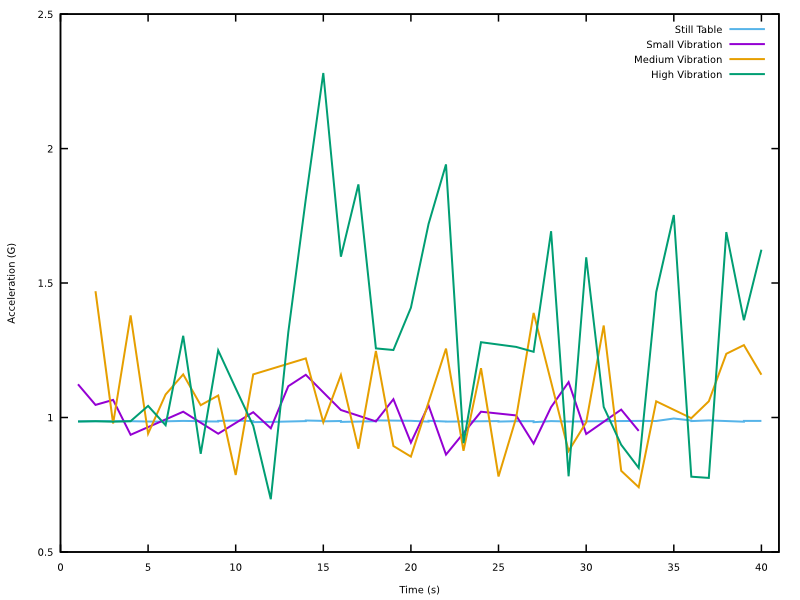 2.5
2
1.5
1
0.5
0 5 10 15 20 25 30 35 40
Acceleration (G)
Time (s)
Still Table
Small Vibration
Medium Vibration
High Vibration